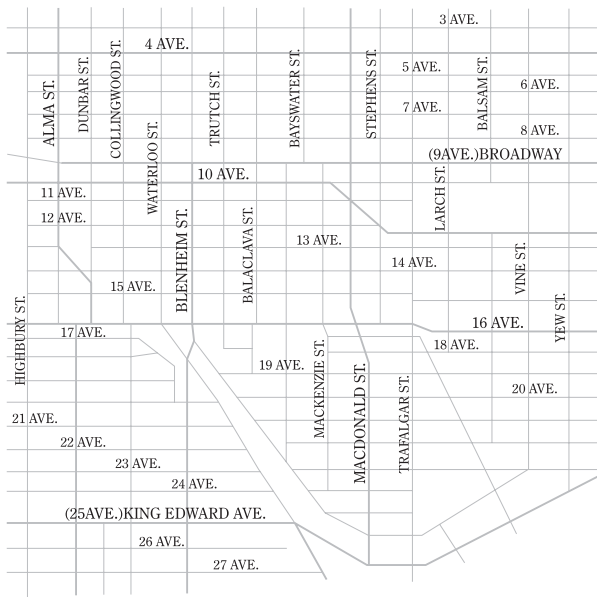 3 AVE.
4 AVE.
5 AVE.
6 AVE.
7 AVE.
8 AVE.
ALMA ST.
DUNBAR ST.
COLLINGWOOD ST.
WATERLOO ST.
TRUTCH ST.
BAYSWATER ST.
STEPHENS ST.
BALSAM ST.
(9AVE.)BROADWAY
10 AVE.
11 AVE.
12 AVE.
LARCH ST.
BLENHEIM ST.
BALACLAVA ST.
13 AVE.
14 AVE.
VINE ST.
15 AVE.
YEW ST.
HIGHBURY ST.
16 AVE.
17 AVE.
18 AVE.
19 AVE.
MACKENZIE ST.
MACDONALD ST.
TRAFALGAR ST.
20 AVE.
21 AVE.
22 AVE.
23 AVE.
24 AVE.
(25AVE.)KING EDWARD AVE.
26 AVE.
27 AVE.